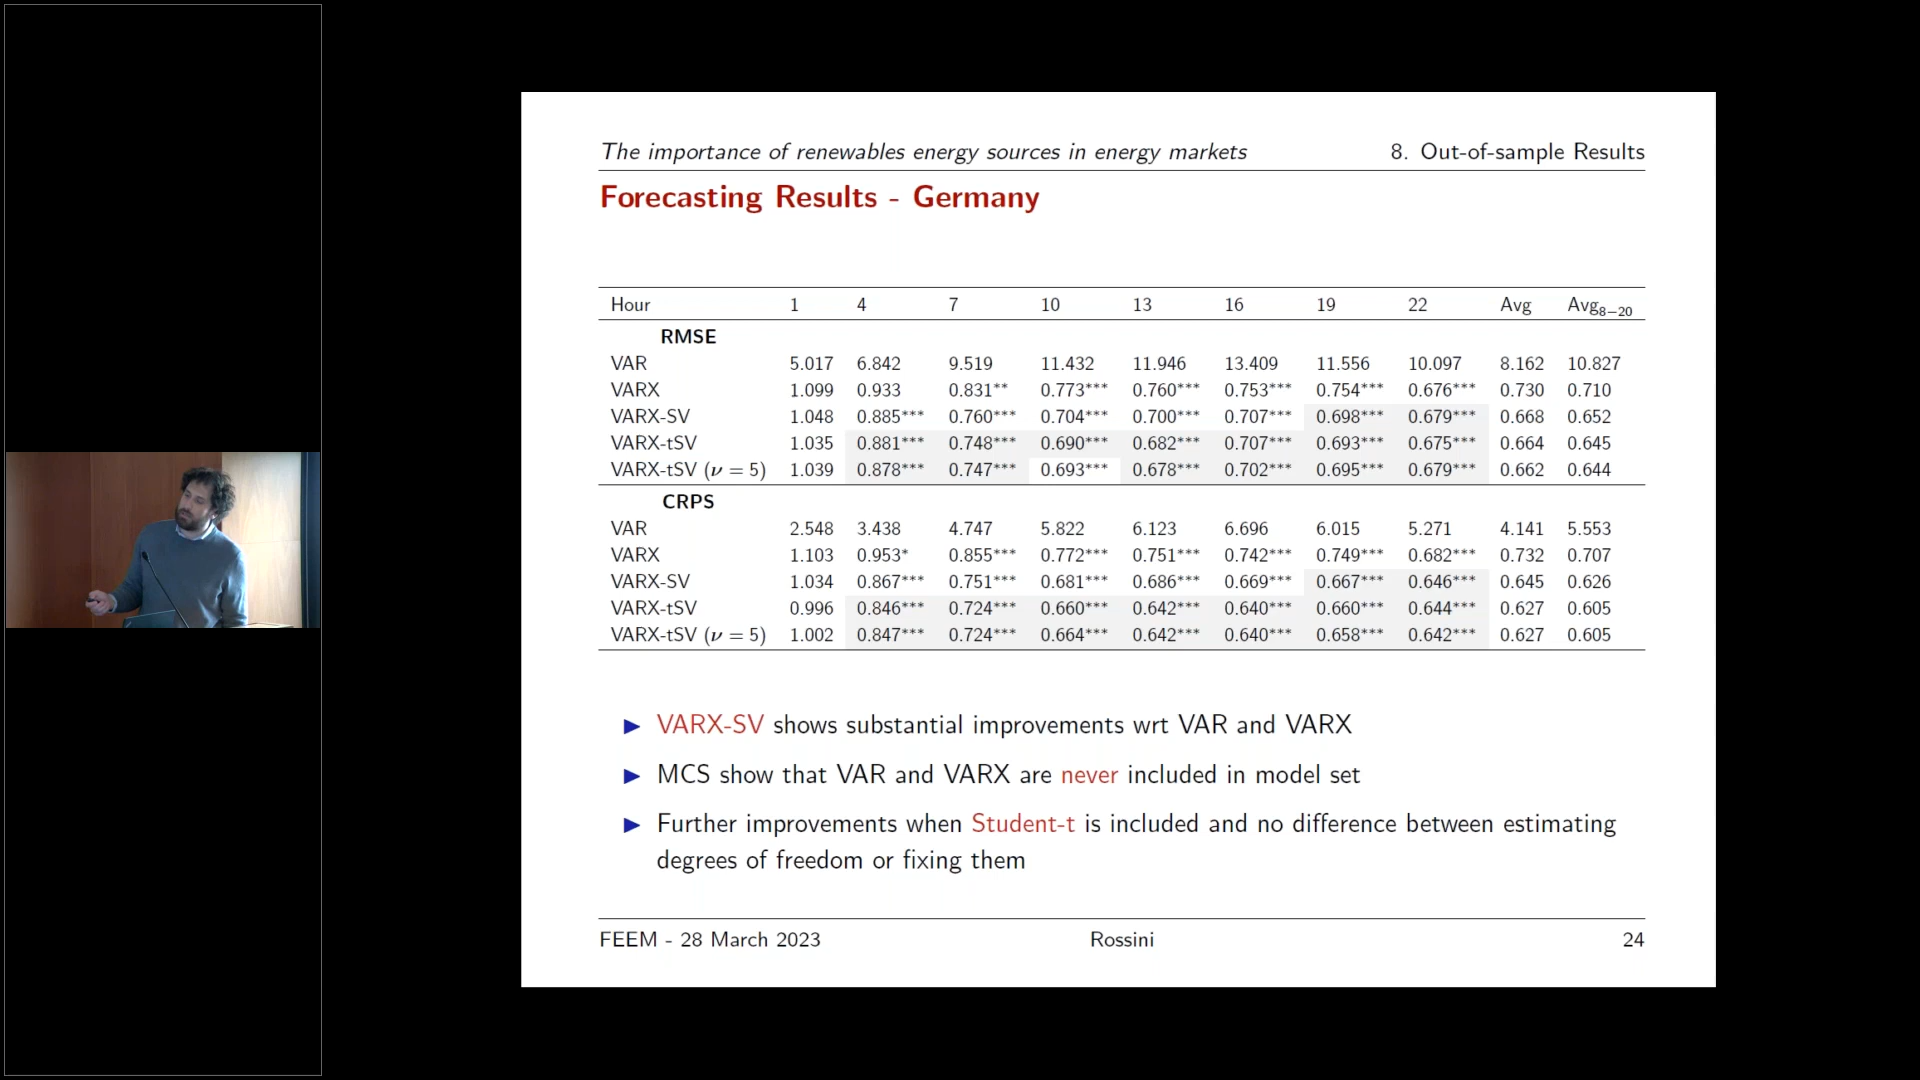 The importance of renewables energy sources in energy markets 8. Out-of-sample Results
Forecasting Results - Germany
Hour 1 4 7 10 13 16 19 22 Avg Avg8−20
RMSE
VAR 5.017 6.842 9.519 11.432 11.946 13.409 11.556 10.097 8.162 10.827
VARX 1.099 0.933 0.831** 0.773*** 0.760*** 0.753*** 0.754*** 0.676*** 0.730 0.710
VARX-SV 1.048 0.885*** 0.760*** 0.704*** 0.700*** 0.707*** 0.698*** 0.679*** 0.668 0.652
VARX-tSV 1.035 0.881*** 0.748*** 0.690*** 0.682*** 0.707*** 0.693*** 0.675*** 0.664 0.645
VARX-tSV (ν = 5) 1.039 0.878*** 0.747*** 0.693*** 0.678*** 0.702*** 0.695*** 0.679*** 0.662 0.644
CRPS
VAR 2.548 3.438 4.747 5.822 6.123 6.696 6.015 5.271 4.141 5.553
VARX 1.103 0.953* 0.855*** 0.772*** 0.751*** 0.742*** 0.749*** 0.682*** 0.732 0.707
VARX-SV 1.034 0.867*** 0.751*** 0.681*** 0.686*** 0.669*** 0.667*** 0.646*** 0.645 0.626
VARX-tSV 0.996 0.846*** 0.724*** 0.660*** 0.642*** 0.640*** 0.660*** 0.644*** 0.627 0.605
VARX-tSV (ν = 5) 1.002 0.847*** 0.724*** 0.664*** 0.642*** 0.640*** 0.658*** 0.642*** 0.627 0.605
▶ VARX-SV shows substantial improvements wrt VAR and VARX
▶ MCS show that VAR and VARX are never included in model set
▶ Further improvements when Student-t is included and no difference between estimating
degrees of freedom or fixing them
FEEM - 28 March 2023 Rossini 24